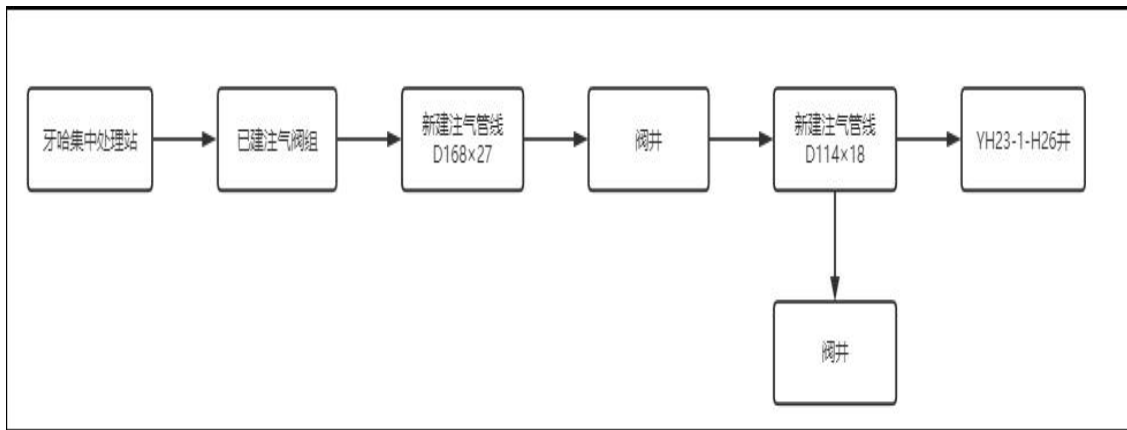 牙哈集中处理站
已建注气阀组
新建注气管线
D168×27
阀井
新建注气管线
D114×18
YH23-1-H26井
阀井